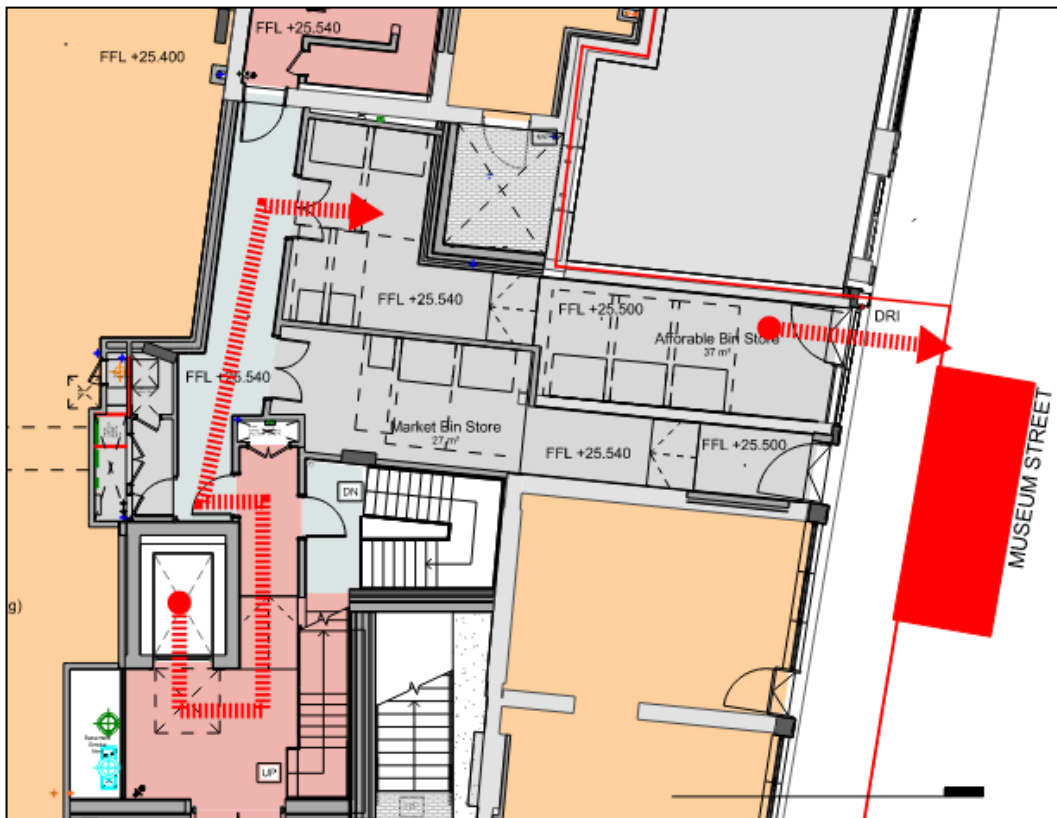 FFL +25.540
FFL +25.400
FFL +25.540
FFL +25.500
DRI
Afforable Bin Store
37 m²
FFL +25.540
Market Bin Store
27 m²
FFL +25.540
FFL +25.500
DN
MUSEUM STREET
g)
UP